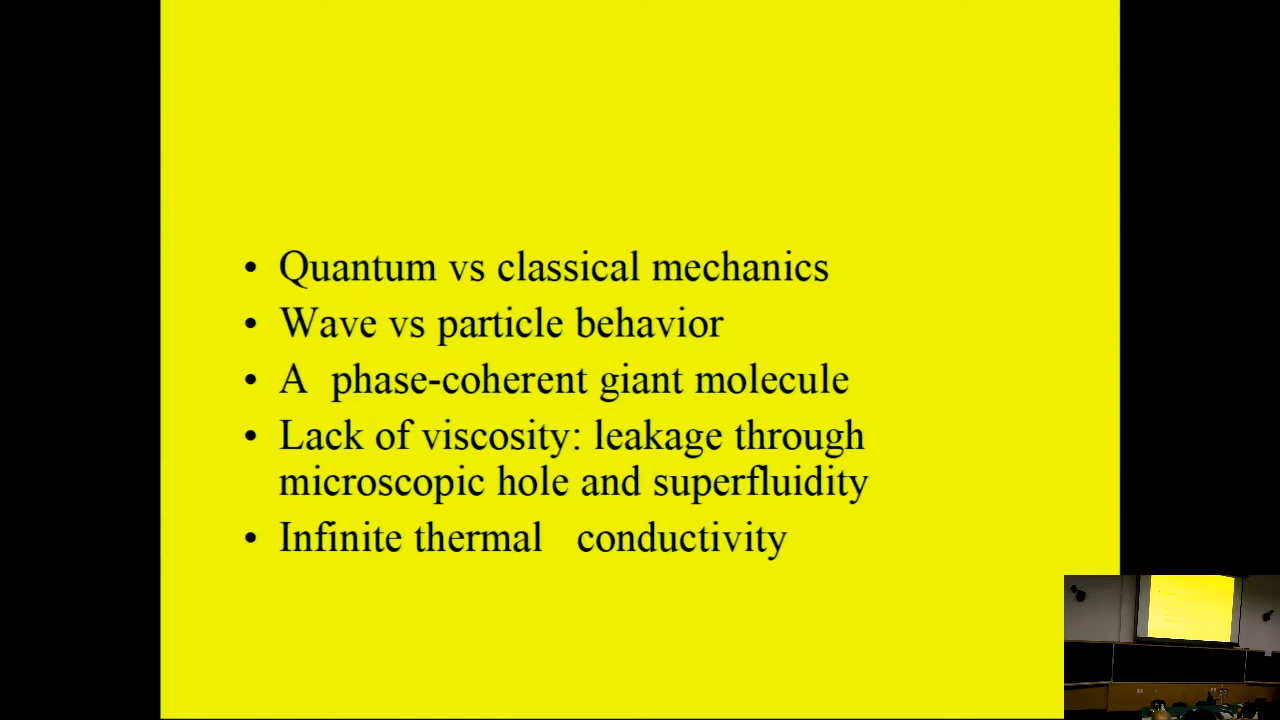 • Quantum vs classical mechanics
• Wave vs particle behavior
• A phase-coherent giant molecule
• Lack of viscosity: leakage through
microscopic hole and superfluidity
• Infinite thermal conductivity